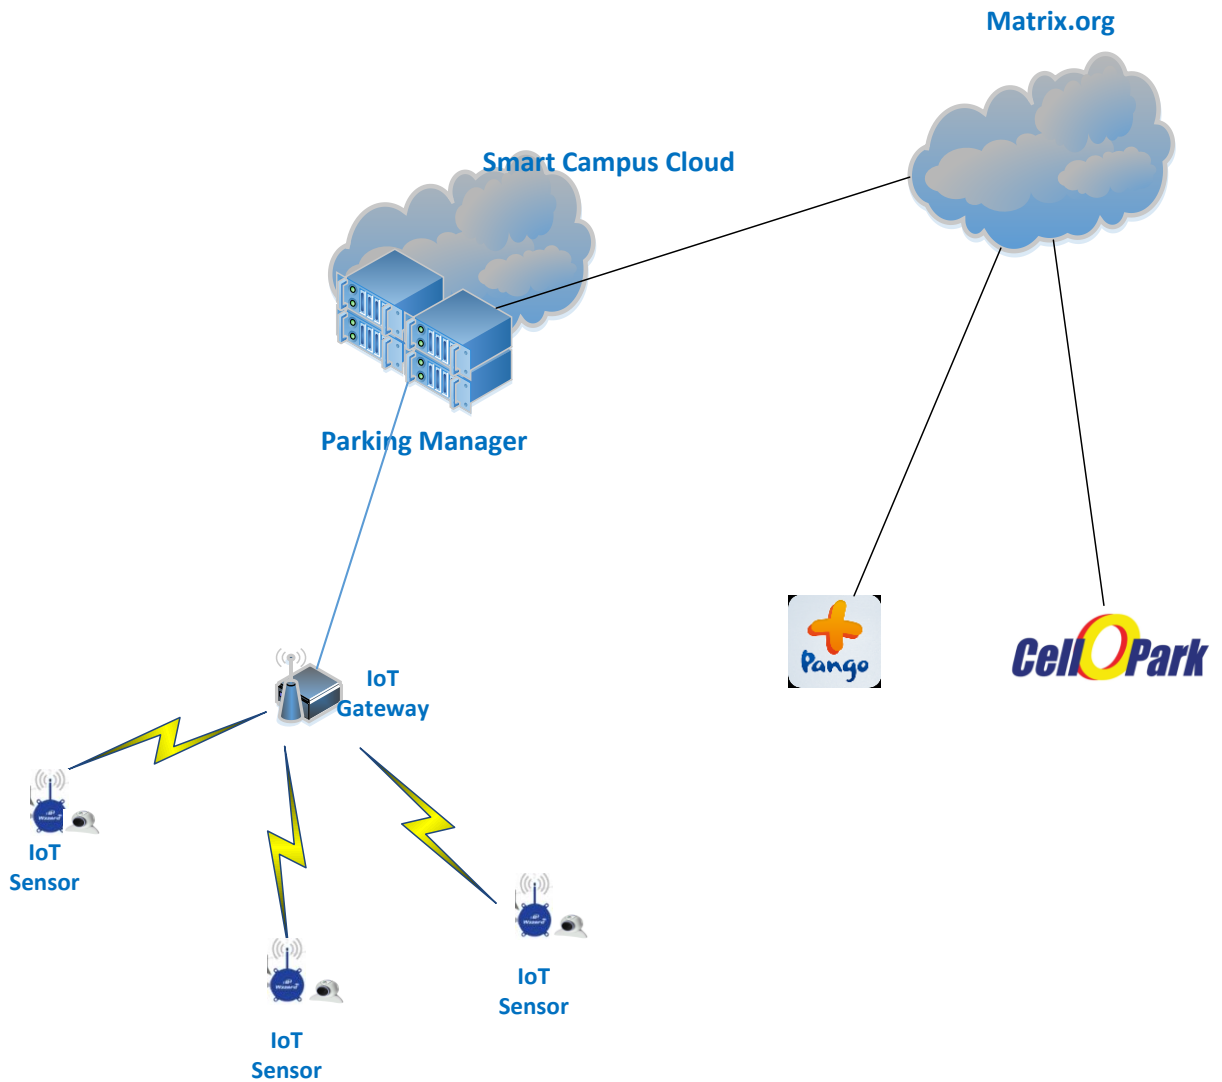 Matrix.org
Smart Campus Cloud
Parking Manager
Pango
CellOPark
IoT
Gateway
IoT
Sensor
IoT
Sensor
IoT
Sensor